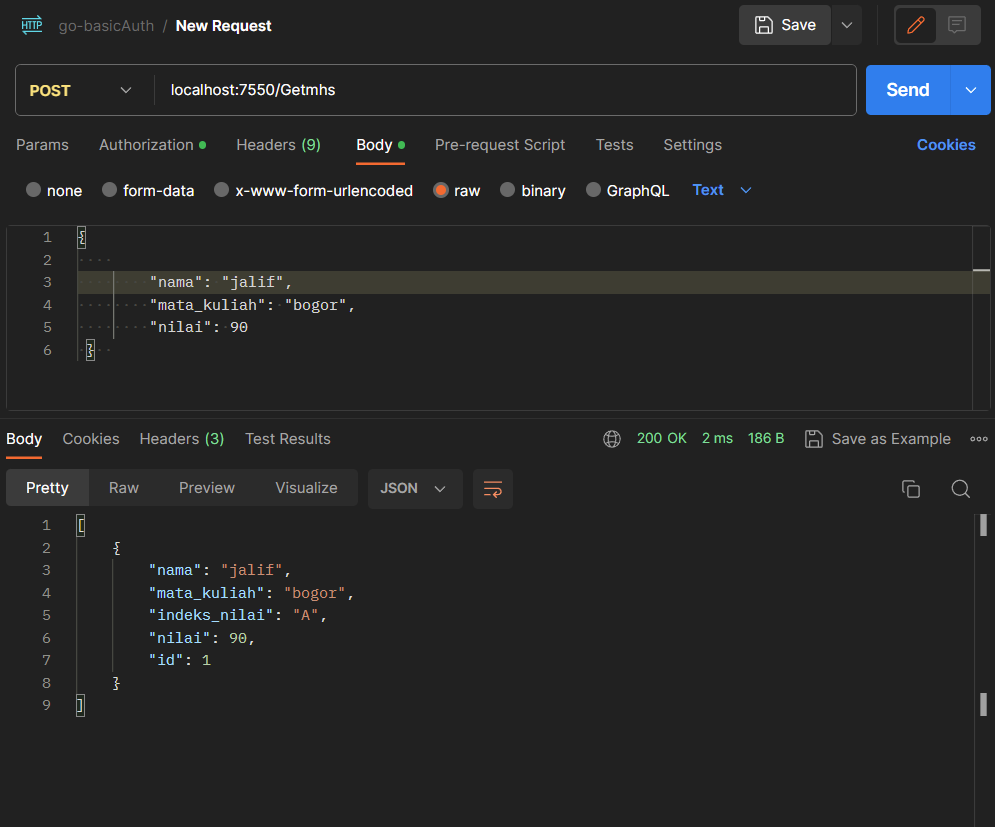 HTTP go-basicAuth / New Request Save
POST localhost:7550/Getmhs Send
Params Authorization Headers (9) Body Pre-request Script Tests Settings Cookies
none form-data x-www-form-urlencoded raw binary GraphQL Text
1 {
2
3 "nama": "jalif",
4 "mata_kuliah": "bogor",
5 "nilai": 90
6 }
Body Cookies Headers (3) Test Results 200 OK 2 ms 186 B Save as Example
Pretty Raw Preview Visualize JSON
1 [
2 {
3 "nama": "jalif",
4 "mata_kuliah": "bogor",
5 "indeks_nilai": "A",
6 "nilai": 90,
7 "id": 1
8 }
9 ]